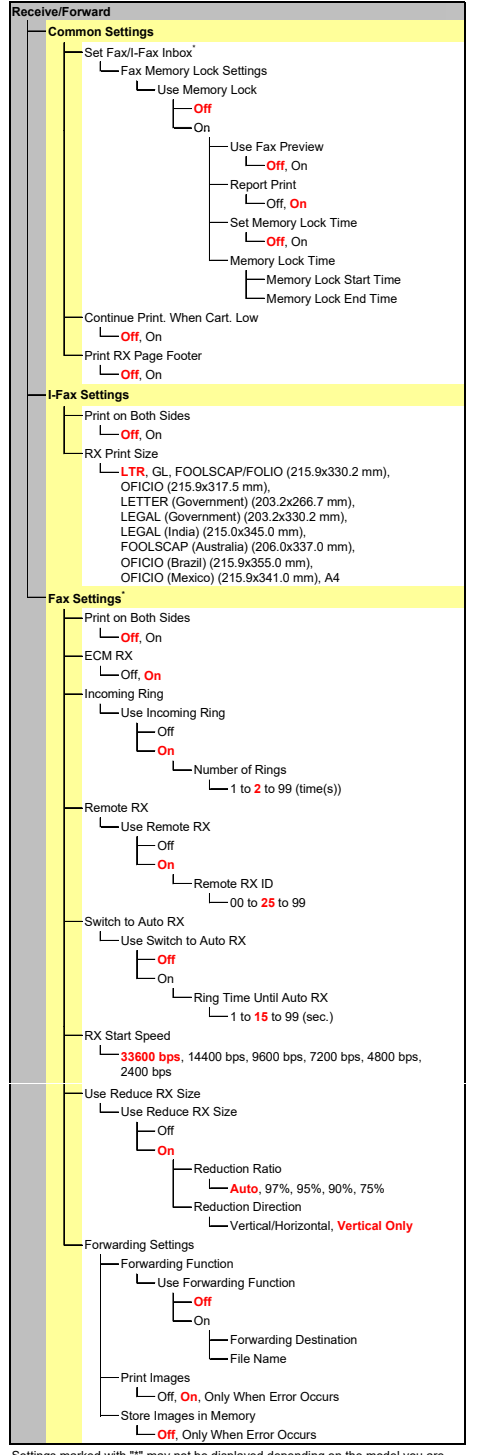 Receive/Forward
Common Settings
Set Fax/I-Fax Inbox*
Fax Memory Lock Settings
Use Memory Lock
Off
On
Use Fax Preview
Off, On
Report Print
Off, On
Set Memory Lock Time
Off, On
Memory Lock Time
Memory Lock Start Time
Memory Lock End Time
Continue Print. When Cart. Low
Off, On
Print RX Page Footer
Off, On
I-Fax Settings
Print on Both Sides
Off, On
RX Print Size
LTR, GL, FOOLSCAP/FOLIO (215.9x330.2 mm),
OFICIO (215.9x317.5 mm),
LETTER (Government) (203.2x266.7 mm),
LEGAL (Government) (203.2x330.2 mm),
LEGAL (India) (215.0x345.0 mm),
FOOLSCAP (Australia) (206.0x337.0 mm),
OFICIO (Brazil) (215.9x355.0 mm),
OFICIO (Mexico) (215.9x341.0 mm), A4
Fax Settings*
Print on Both Sides
Off, On
ECM RX
Off, On
Incoming Ring
Use Incoming Ring
Off
On
Number of Rings
1 to 2 to 99 (time(s))
Remote RX
Use Remote RX
Off
On
Remote RX ID
00 to 25 to 99
Switch to Auto RX
Use Switch to Auto RX
Off
On
Ring Time Until Auto RX
1 to 15 to 99 (sec.)
RX Start Speed
33600 bps, 14400 bps, 9600 bps, 7200 bps, 4800 bps,
2400 bps
Use Reduce RX Size
Use Reduce RX Size
Off
On
Reduction Ratio
Auto, 97%, 95%, 90%, 75%
Reduction Direction
Vertical/Horizontal, Vertical Only
Forwarding Settings
Forwarding Function
Use Forwarding Function
Off
On
Forwarding Destination
File Name
Print Images
Off, On, Only When Error Occurs
Store Images in Memory
Off, Only When Error Occurs
Settings marked with "*" may not be displayed depending on the model you are